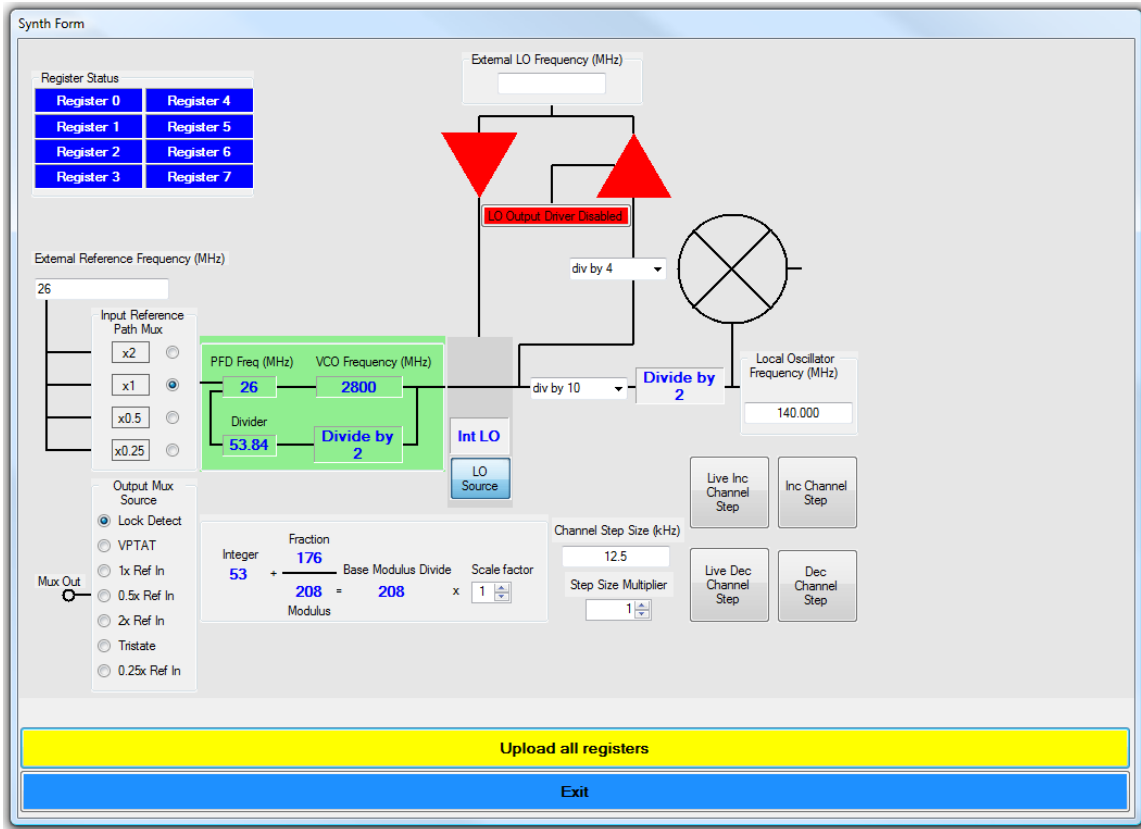 Synth Form
External LO Frequency (MHz)
Register Status
Register 0
Register 4
Register 1
Register 5
Register 2
Register 6
Register 3
Register 7
LO Output Driver Disabled
div by 4
External Reference Frequency (MHz)
26
Input Reference
Path Mux
x2
x1
x0.5
x0.25
PFD Freq (MHz)
VCO Frequency (MHz)
26
2800
Divider
53.84
Divide by
2
Int LO
LO
Source
div by 10
Divide by
2
Local Oscillator
Frequency (MHz)
140.000
Output Mux
Source
Lock Detect
VPTAT
1x Ref In
0.5x Ref In
2x Ref In
Tristate
0.25x Ref In
Mux Out
Integer
53
+
Fraction
176
208
Modulus
=
Base Modulus Divide
208
x
Scale factor
1
Channel Step Size (kHz)
12.5
Step Size Multiplier
1
Live Inc
Channel
Step
Inc Channel
Step
Live Dec
Channel
Step
Dec
Channel
Step
Upload all registers
Exit